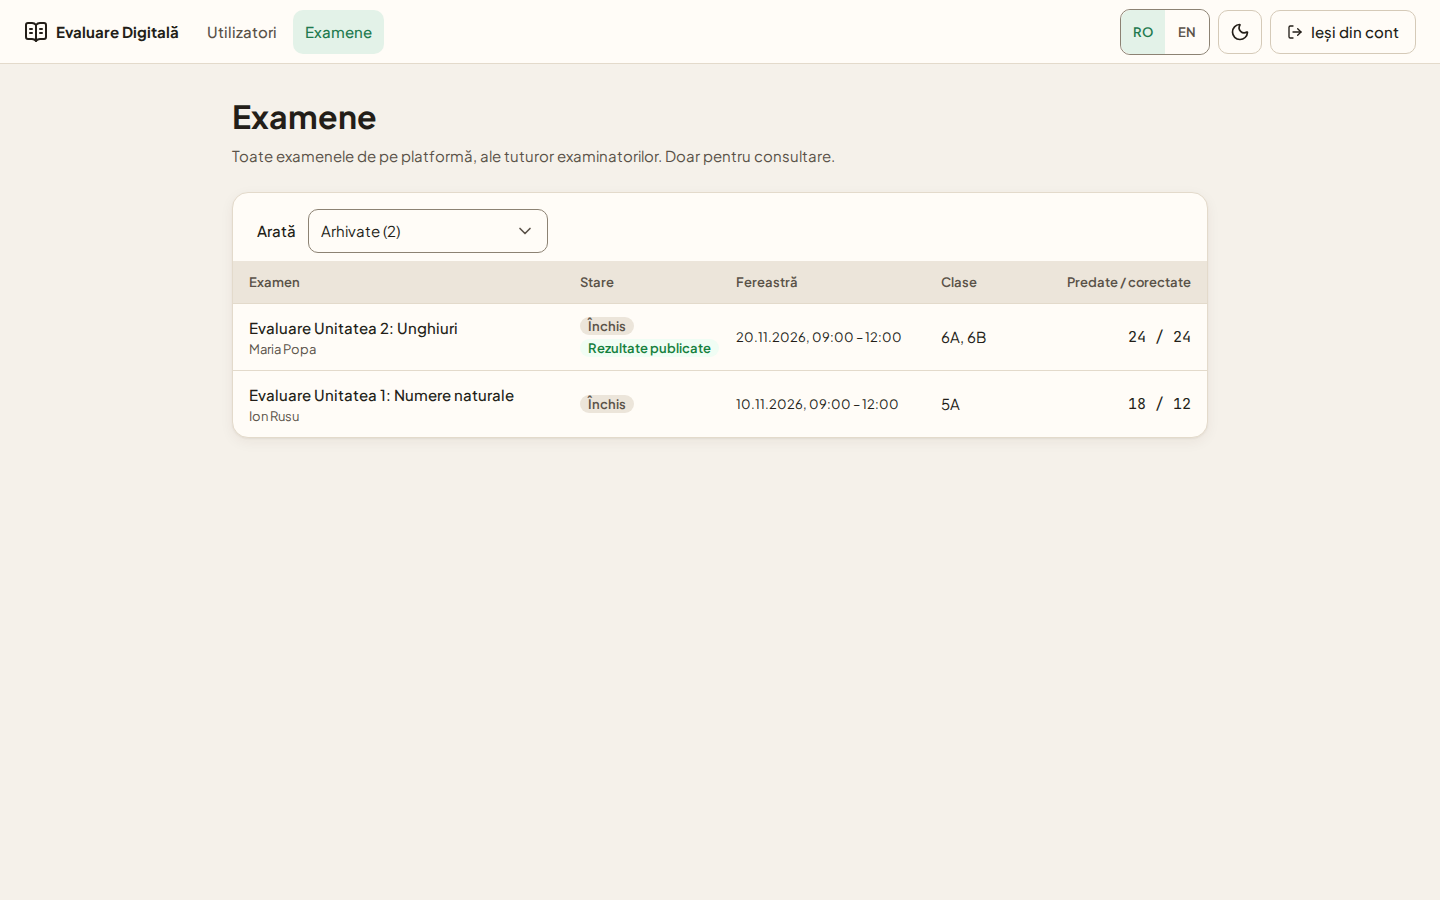 Evaluare Digitală Utilizatori Examene RO EN Ieși din cont
Examene
Toate examenele de pe platformă, ale tuturor examinatorilor. Doar pentru consultare.
Arată Arhivate (2)
Examen Stare Fereastră Clase Predate / corectate
Evaluare Unitatea 2: Unghiuri
Maria Popa
Închis
Rezultate publicate
20.11.2026, 09:00 – 12:00
6A, 6B
24 / 24
Evaluare Unitatea 1: Numere naturale
Ion Rusu
Închis
10.11.2026, 09:00 – 12:00
5A
18 / 12